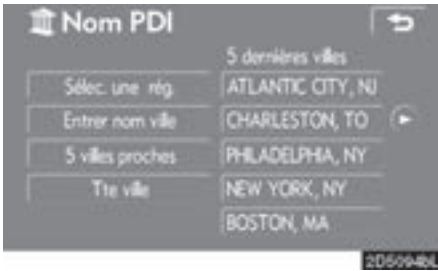 Nom PDI
5 dernières villes
Sélec. une rég.
ATLANTIC CITY, NJ
Entrer nom ville
CHARLESTON, TO
5 villes proches
PHILADELPHIA, NY
Tte ville
NEW YORK, NY
BOSTON, MA
2D5094bL